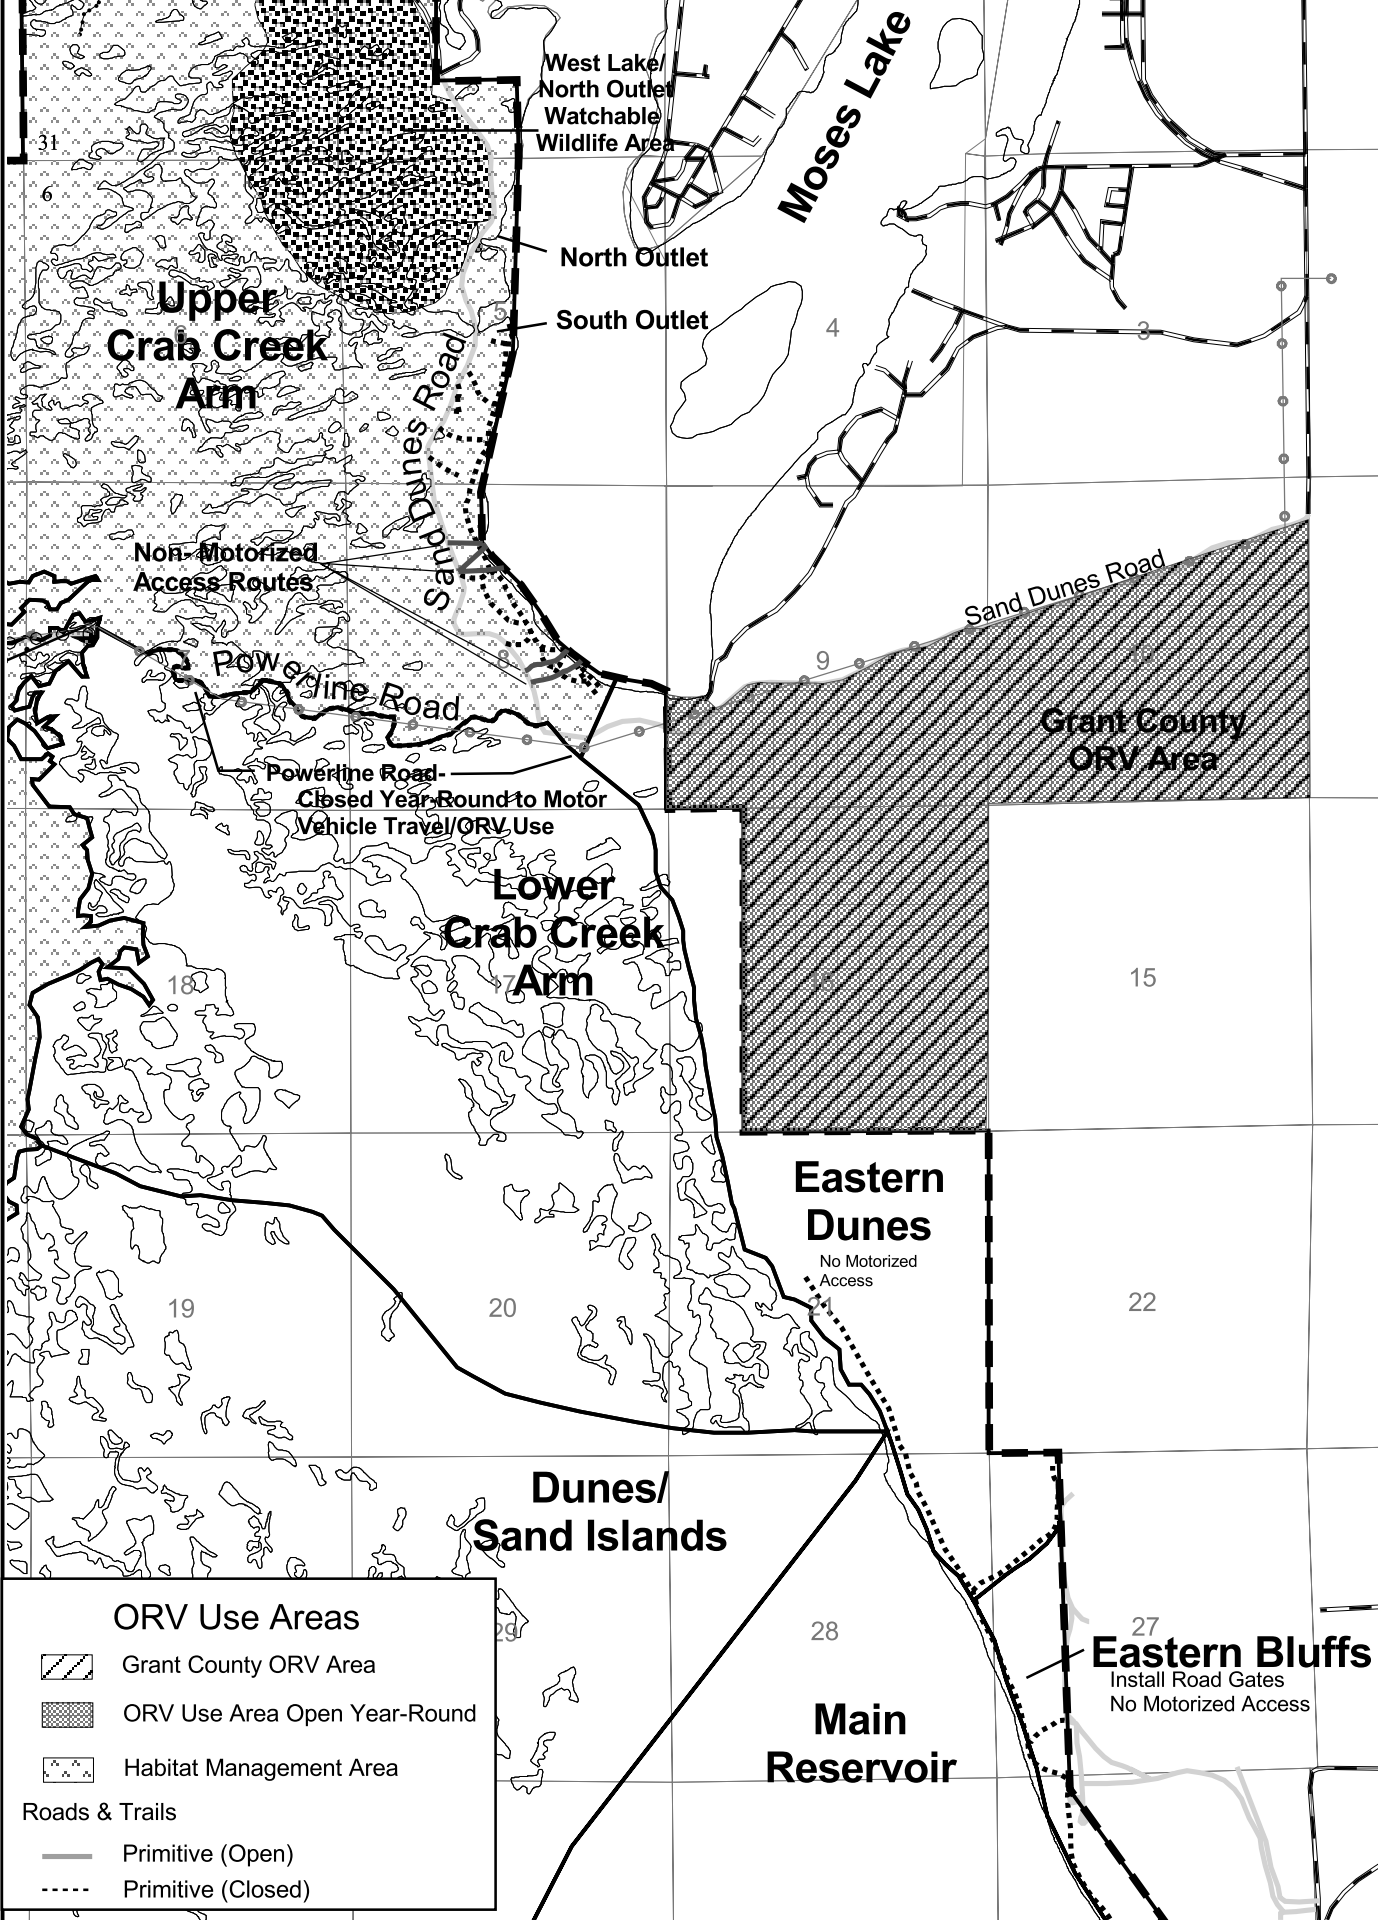 West Lake/
North Outlet
Watchable
Wildlife Area
Moses Lake
31
6
North Outlet
South Outlet
5
4
3
Upper
Crab Creek
Arm
6
Sand Dunes Road
Non- Motorized
Access Routes
Sand Dunes Road
7
8
9
10
Powerline Road
Grant County
ORV Area
Powerline Road-
Closed Year-Round to Motor
Vehicle Travel/ORV Use
Lower
Crab Creek
Arm
18
17
16
15
Eastern
Dunes
No Motorized
Access
19
20
21
22
Dunes/
Sand Islands
29
28
27
Eastern Bluffs
Install Road Gates
No Motorized Access
Main
Reservoir
ORV Use Areas
Grant County ORV Area
ORV Use Area Open Year-Round
Habitat Management Area
Roads & Trails
Primitive (Open)
Primitive (Closed)